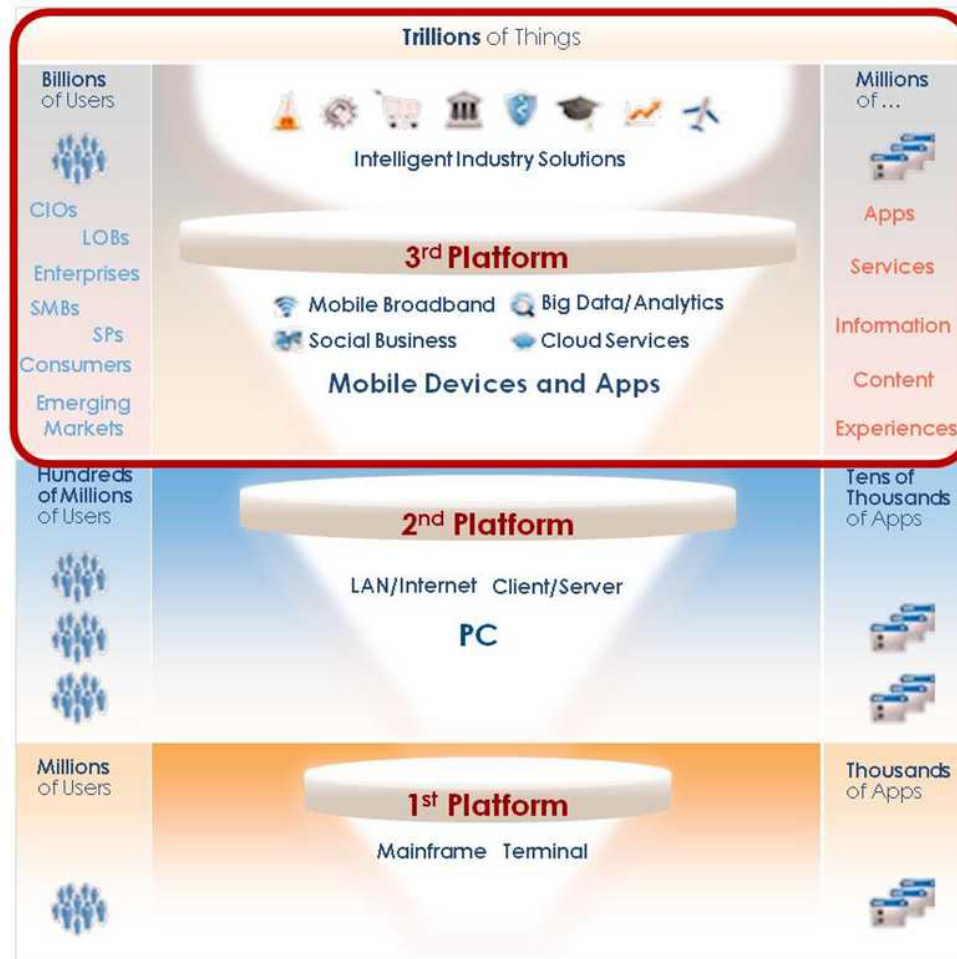 Trillions of Things
Billions
of Users
Millions
of ...
Intelligent Industry Solutions
CIOs
LOBs
Enterprises
SMBs
SPs
Consumers
Emerging
Markets
Apps
Services
Information
Content
Experiences
3rd Platform
Mobile Broadband
Big Data/Analytics
Social Business
Cloud Services
Mobile Devices and Apps
Hundreds
of Millions
of Users
Tens of
Thousands
of Apps
2nd Platform
LAN/Internet Client/Server
PC
Millions
of Users
Thousands
of Apps
1st Platform
Mainframe Terminal